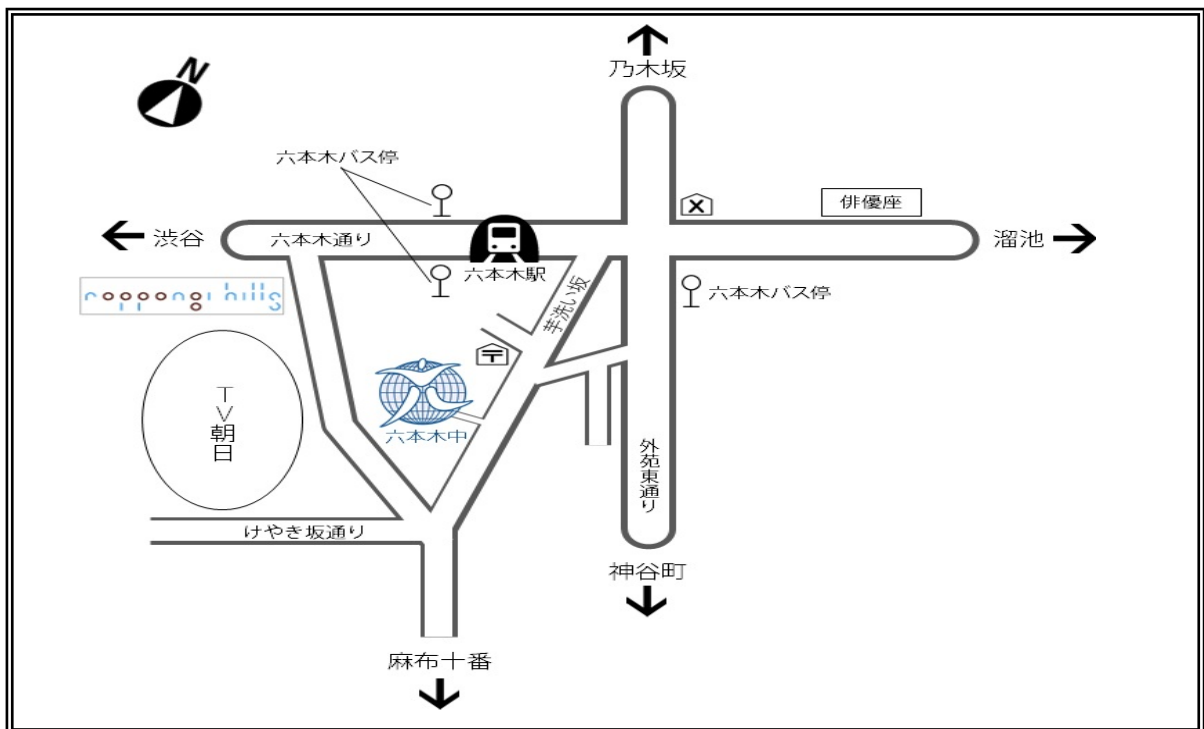 N
乃木坂
六本木バス停
俳優座
渋谷
六本木通り
溜池
六本木駅
roppongi hills
六本木バス停
芋洗い坂
〒
TV朝日
六本木中
外苑東通り
けやき坂通り
神谷町
麻布十番